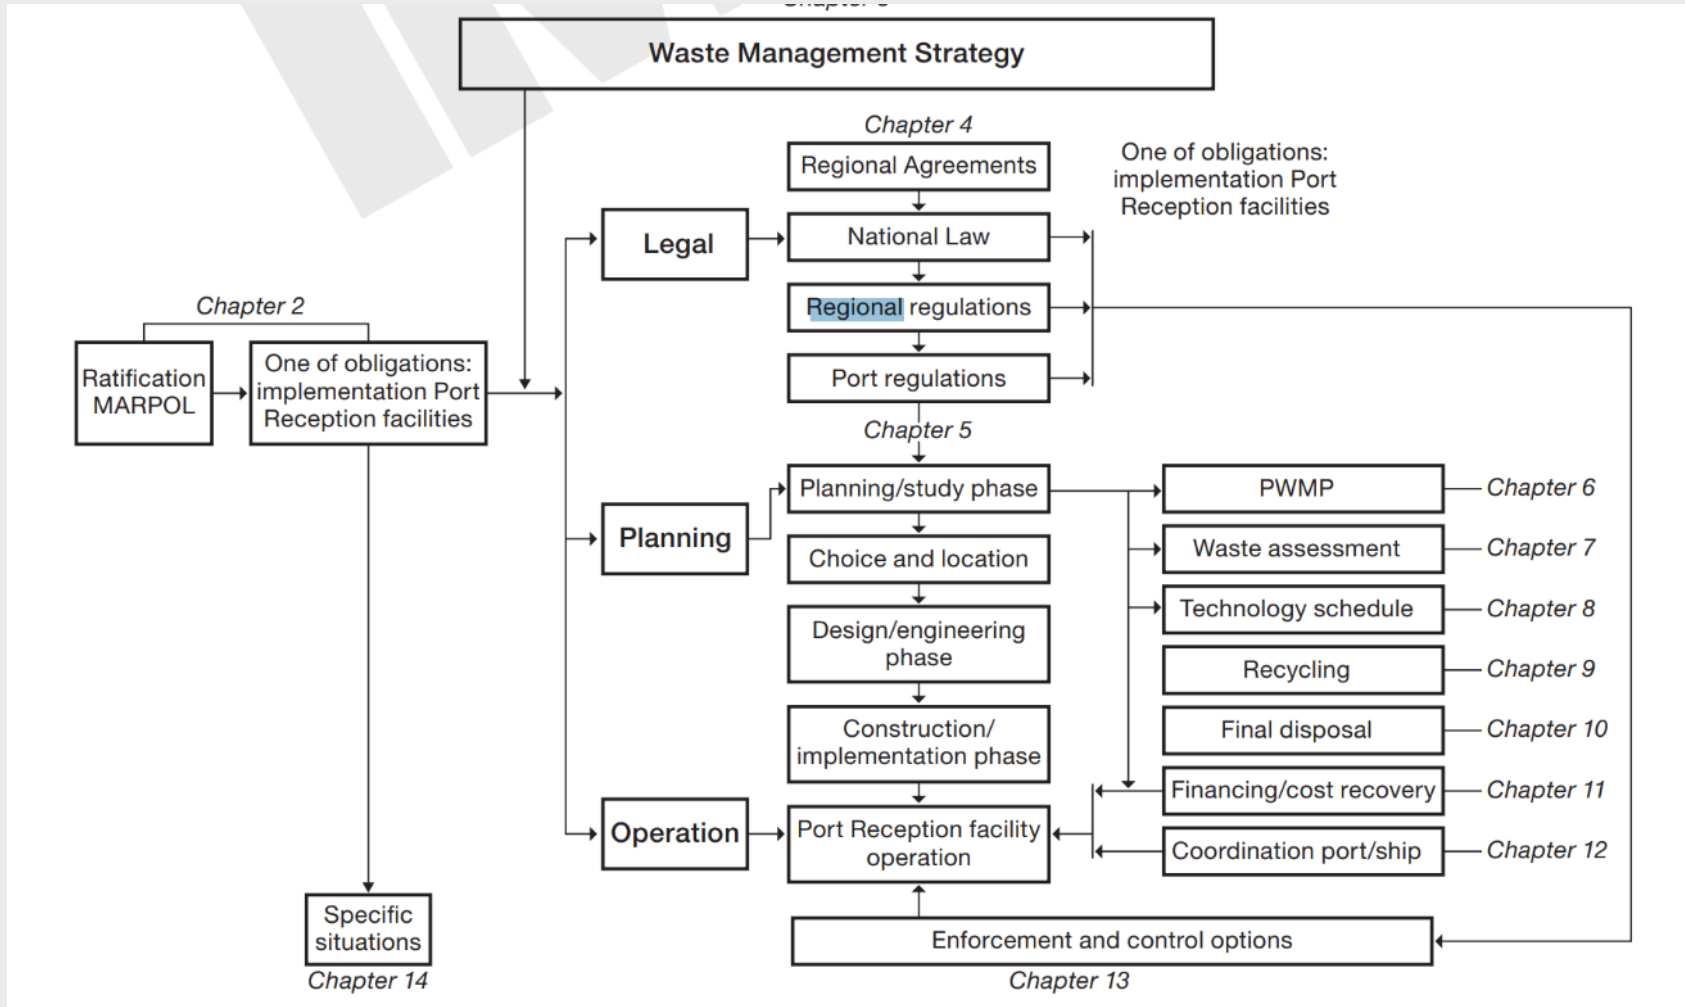 Waste Management Strategy
Chapter 4
Regional Agreements
One of obligations:
implementation Port
Reception facilities
Legal
National Law
Regional regulations
Chapter 2
Ratification
MARPOL
One of obligations:
implementation Port
Reception facilities
Port regulations
Chapter 5
Planning/study phase
PWMP
Chapter 6
Planning
Choice and location
Waste assessment
Chapter 7
Technology schedule
Chapter 8
Design/engineering
phase
Recycling
Chapter 9
Construction/
implementation phase
Final disposal
Chapter 10
Financing/cost recovery
Chapter 11
Operation
Port Reception facility
operation
Coordination port/ship
Chapter 12
Specific
situations
Chapter 14
Enforcement and control options
Chapter 13